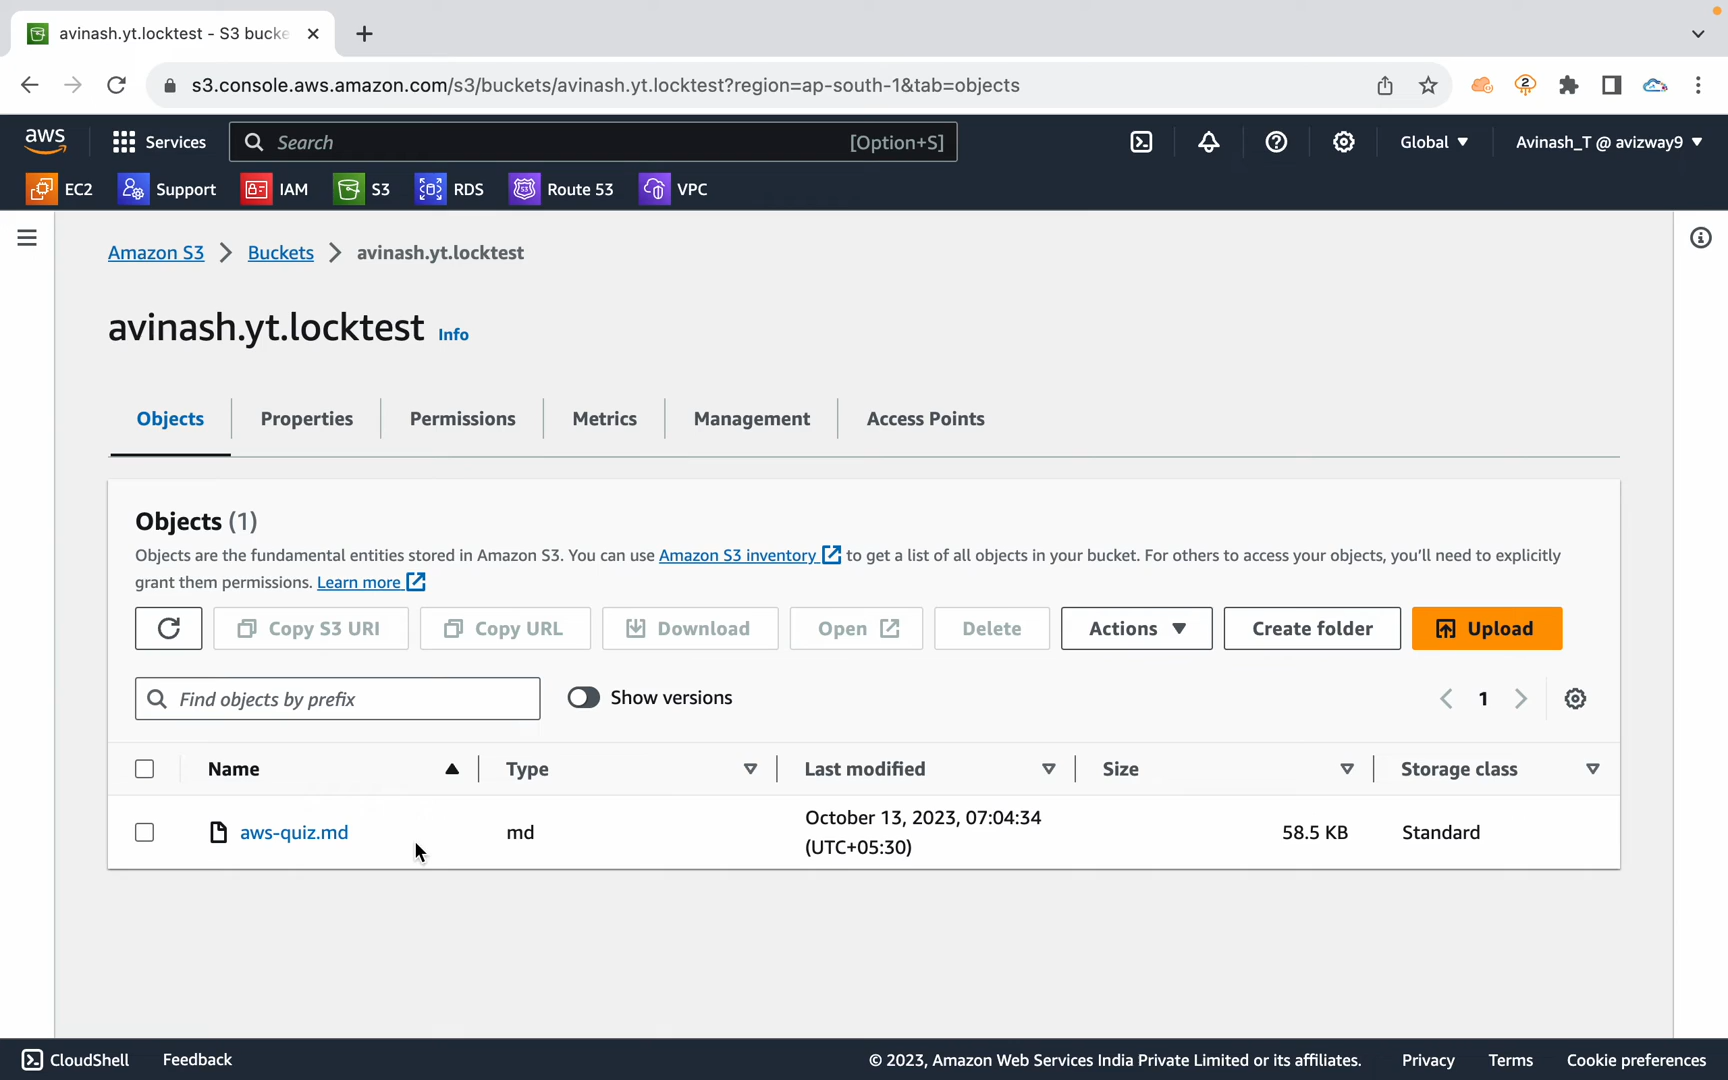 avinash.yt.locktest - S3 bucke
s3.console.aws.amazon.com/s3/buckets/avinash.yt.locktest?region=ap-south-1&tab=objects
2
aws
Services
Search
[Option+S]
Global
Avinash_T @ avizway9
EC2
Support
IAM
S3
RDS
Route 53
VPC
Amazon S3
Buckets
avinash.yt.locktest
avinash.yt.locktest Info
Objects
Properties
Permissions
Metrics
Management
Access Points
Objects (1)
Objects are the fundamental entities stored in Amazon S3. You can use Amazon S3 inventory to get a list of all objects in your bucket. For others to access your objects, you'll need to explicitly
grant them permissions. Learn more
Copy S3 URI
Copy URL
Download
Open
Delete
Actions
Create folder
Upload
Find objects by prefix
Show versions
1
Name
Type
Last modified
Size
Storage class
aws-quiz.md
md
October 13, 2023, 07:04:34
(UTC+05:30)
58.5 KB
Standard
CloudShell
Feedback
© 2023, Amazon Web Services India Private Limited or its affiliates.
Privacy
Terms
Cookie preferences